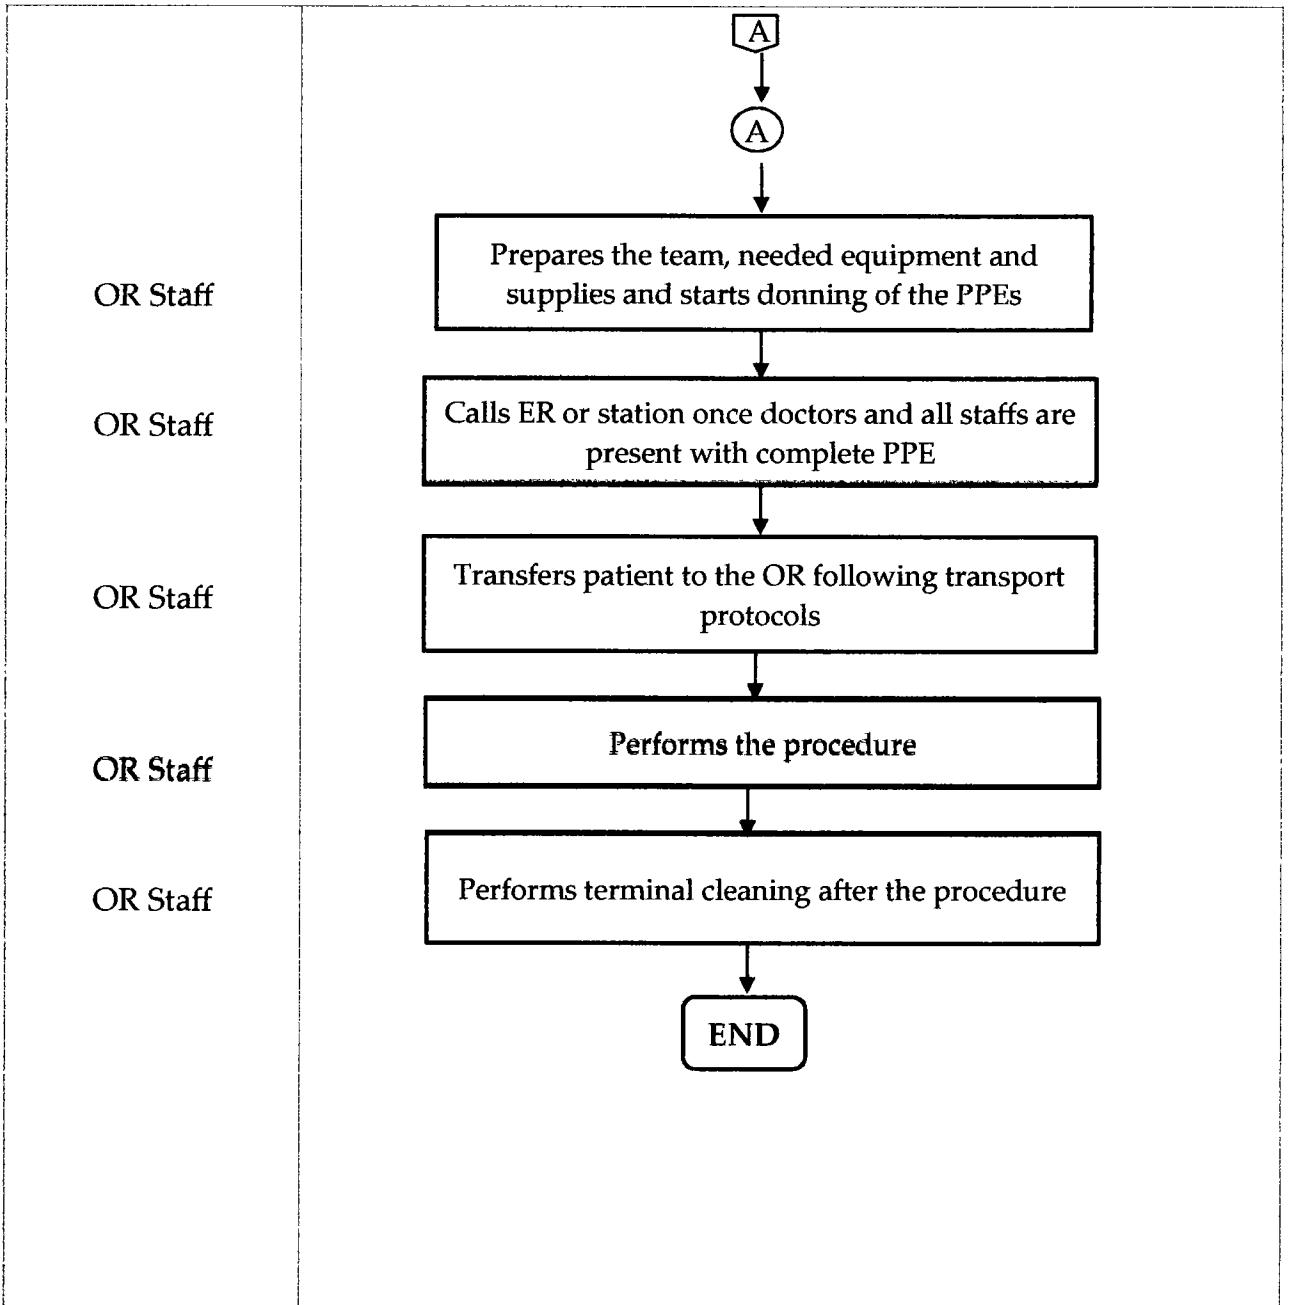 A
A
OR Staff
Prepares the team, needed equipment and
supplies and starts donning of the PPEs
OR Staff
Calls ER or station once doctors and all staffs are
present with complete PPE
OR Staff
Transfers patient to the OR following transport
protocols
OR Staff
Performs the procedure
OR Staff
Performs terminal cleaning after the procedure
END